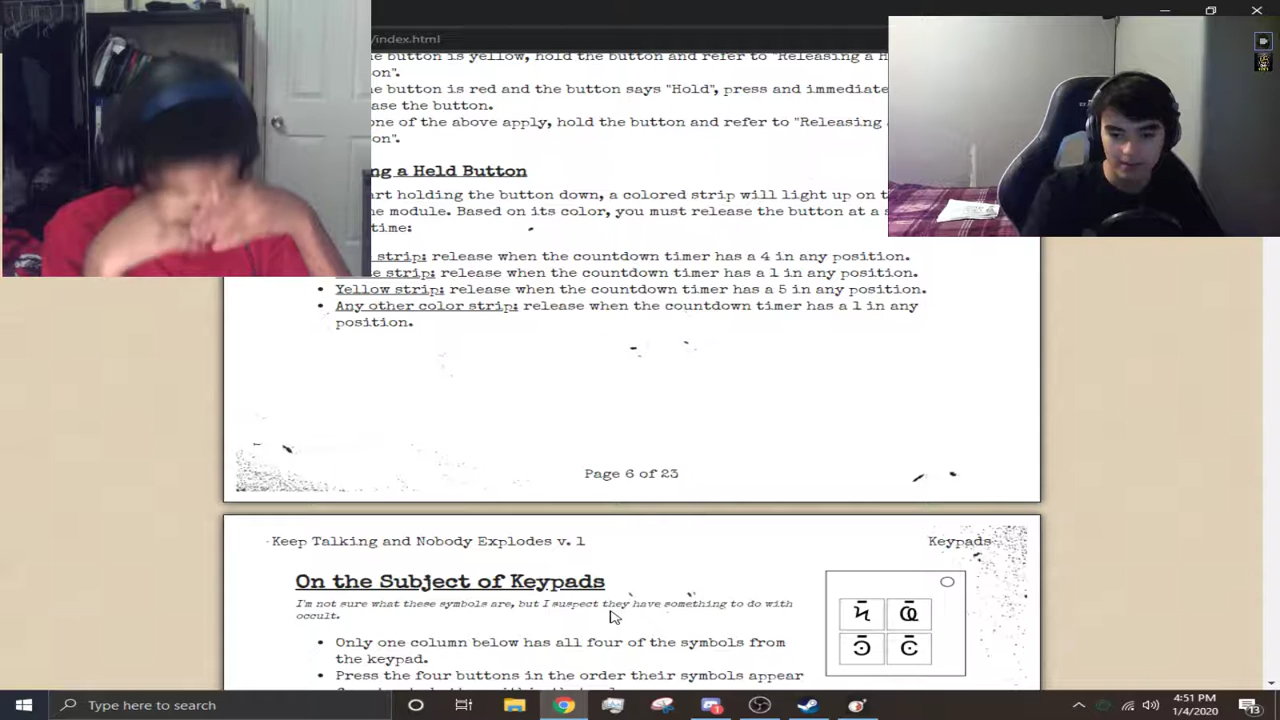 /index.html
he button is yellow, hold the button and refer to "Releasing a H
on".
he button is red and the button says "Hold", press and immediate
ase the button.
one of the above apply, hold the button and refer to "Releasing
on".
ng a Held Button
art holding the button down, a colored strip will light up on t
he module. Based on its color, you must release the button at a s
time:
strip: release when the countdown timer has a 4 in any position.
e strip: release when the countdown timer has a 1 in any position.
• Yellow strip: release when the countdown timer has a 5 in any position.
• Any other color strip: release when the countdown timer has a 1 in any
position.
Page 6 of 23
Keep Talking and Nobody Explodes v. 1
Keypads
On the Subject of Keypads
I'm not sure what these symbols are, but I suspect they have something to do with
occult.
• Only one column below has all four of the symbols from
the keypad.
• Press the four buttons in the order their symbols appear
Type here to search
4:51 PM
1/4/2020
13